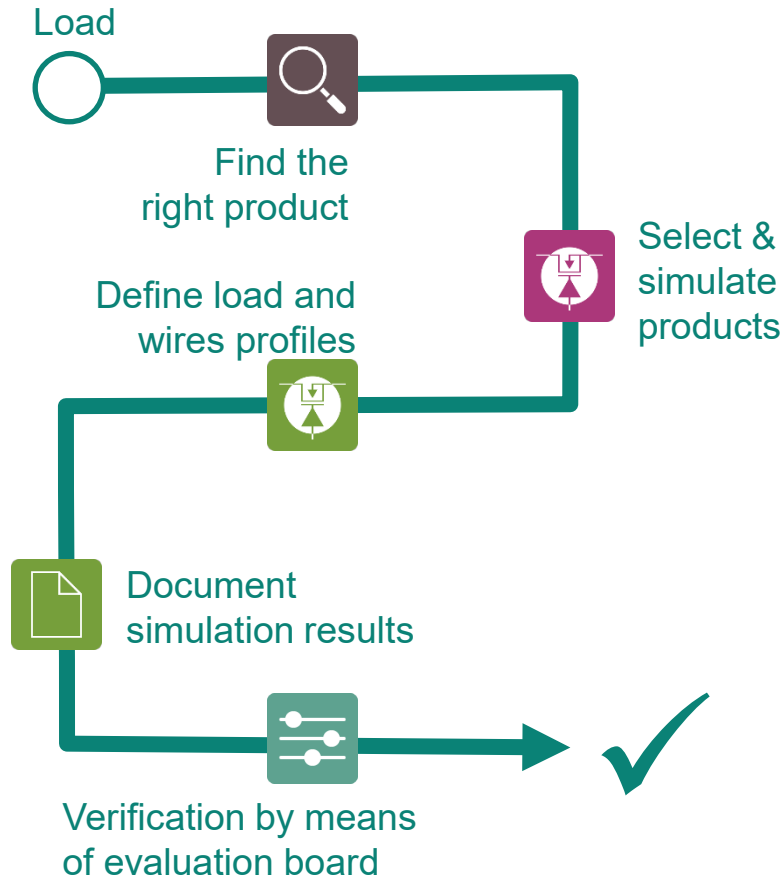 Load
Find the
right product
Select &
simulate
products
Define load and
wires profiles
Document
simulation results
Verification by means
of evaluation board